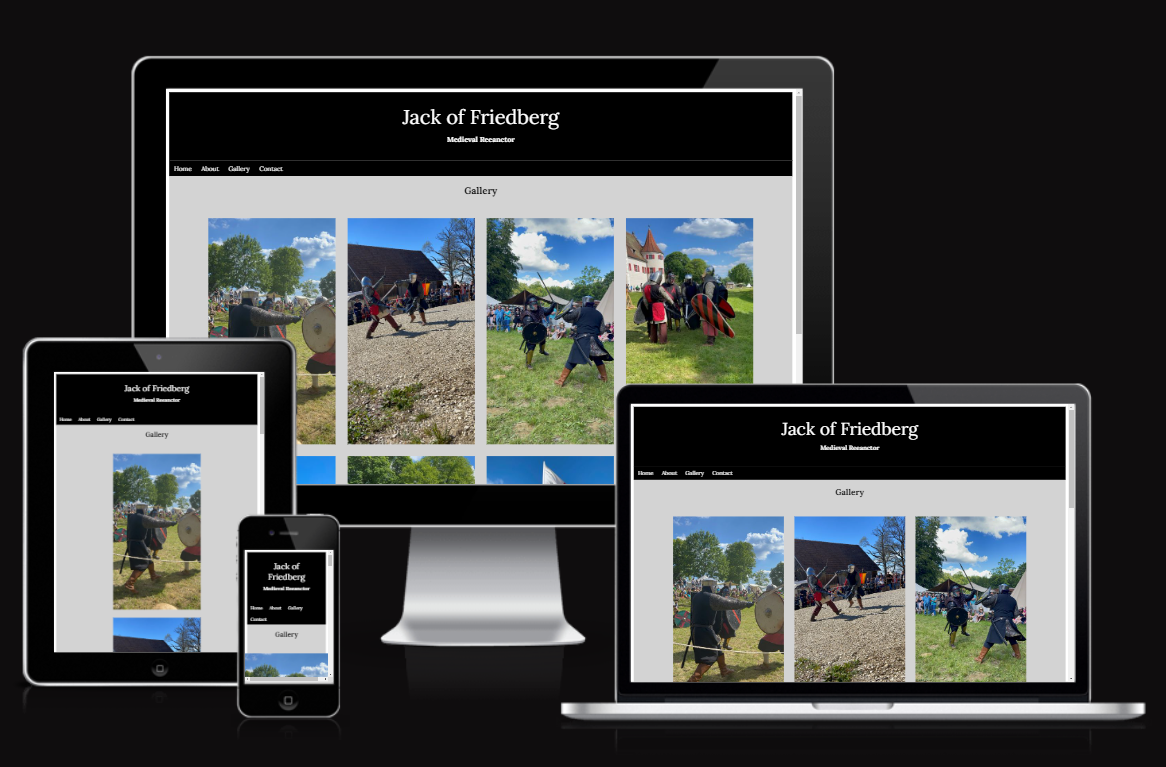 Jack of Friedberg
Medieval Reeanctor
Home About Gallery Contact
Gallery
Jack of Friedberg
Medieval Reeanctor
Home About Gallery Contact
Gallery
Jack of
Friedberg
Medieval Reeanctor
Home About Gallery
Contact
Gallery
Jack of Friedberg
Medieval Reeanctor
Home About Gallery Contact
Gallery